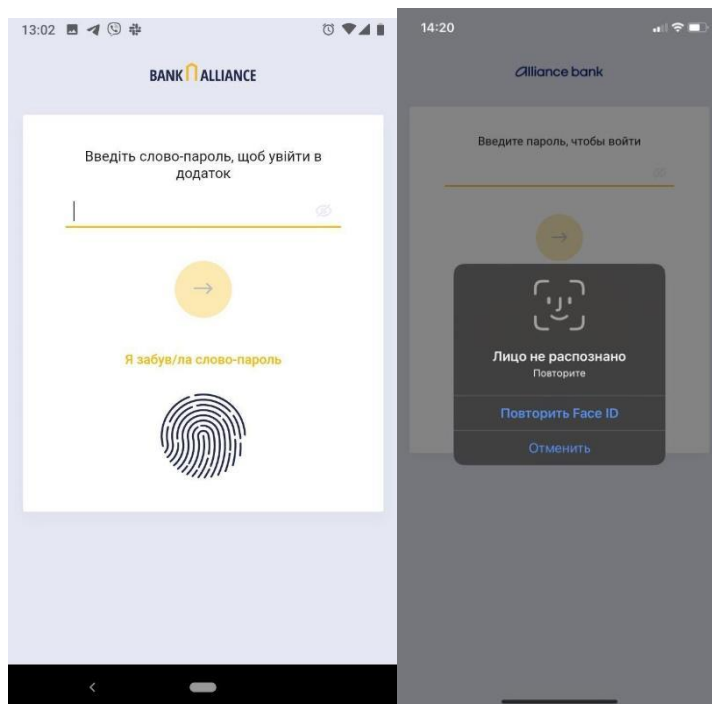 13:02
BANK ALLIANCE
Введіть слово-пароль, щоб увійти в
додаток
Я забув/ла слово-пароль
14:20
Alliance bank
Введите пароль, чтобы войти
Лицо не распознано
Повторите
Повторить Face ID
Отменить